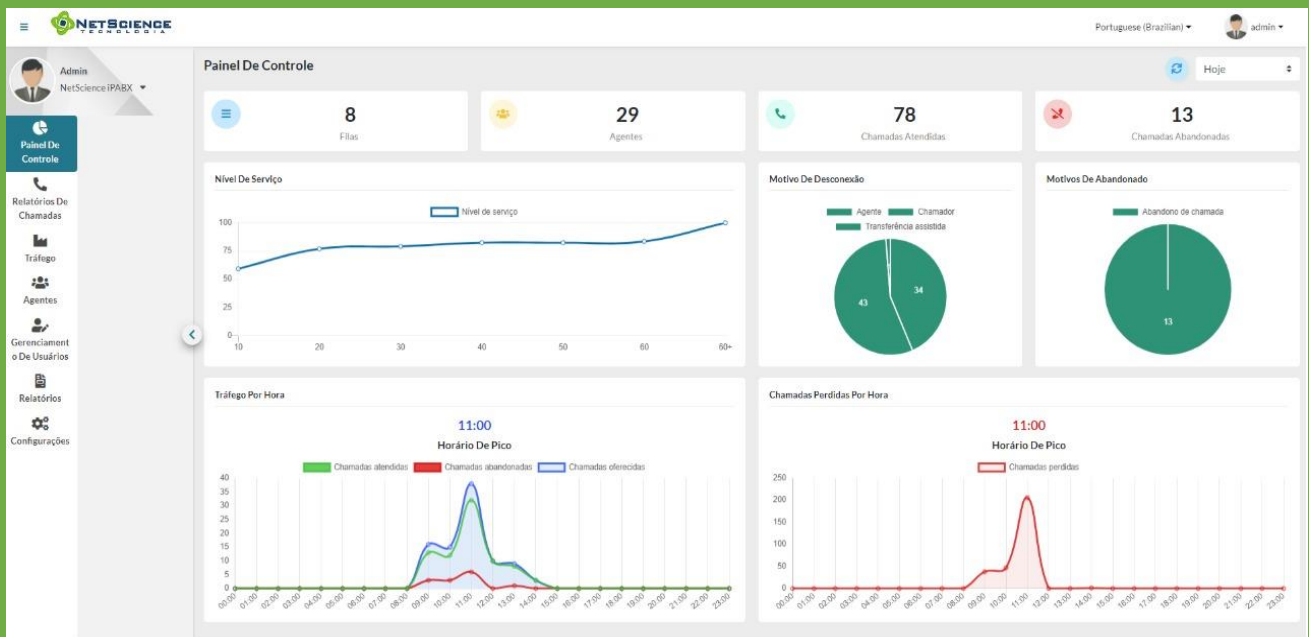 NETSCIENCE
TECNOLOGIA
Portuguese (Brazilian)
admin
Admin
NetScience iPABX
Painel De Controle
Hoje
Painel De
Controle
Relatórios De
Chamadas
Tráfego
Agentes
Gerenciament
o De Usuários
Relatórios
Configurações
8
Filas
29
Agentes
78
Chamadas Atendidas
13
Chamadas Abandonadas
Nível De Serviço
Nível de serviço
100
75
50
25
0
10 20 30 40 50 60 60+
Motivo De Desconexão
Agente Chamador
Transferência assistida
43 34
Motivos De Abandonado
Abandono de chamada
13
Tráfego Por Hora
11:00
Horário De Pico
Chamadas atendidas Chamadas abandonadas Chamadas oferecidas
40
35
30
25
20
15
10
5
0
00:00 01:00 02:00 03:00 04:00 05:00 06:00 07:00 08:00 09:00 10:00 11:00 12:00 13:00 14:00 15:00 16:00 17:00 18:00 19:00 20:00 21:00 22:00 23:00
Chamadas Perdidas Por Hora
11:00
Horário De Pico
Chamadas perdidas
250
200
150
100
50
0
00:00 01:00 02:00 03:00 04:00 05:00 06:00 07:00 08:00 09:00 10:00 11:00 12:00 13:00 14:00 15:00 16:00 17:00 18:00 19:00 20:00 21:00 22:00 23:00